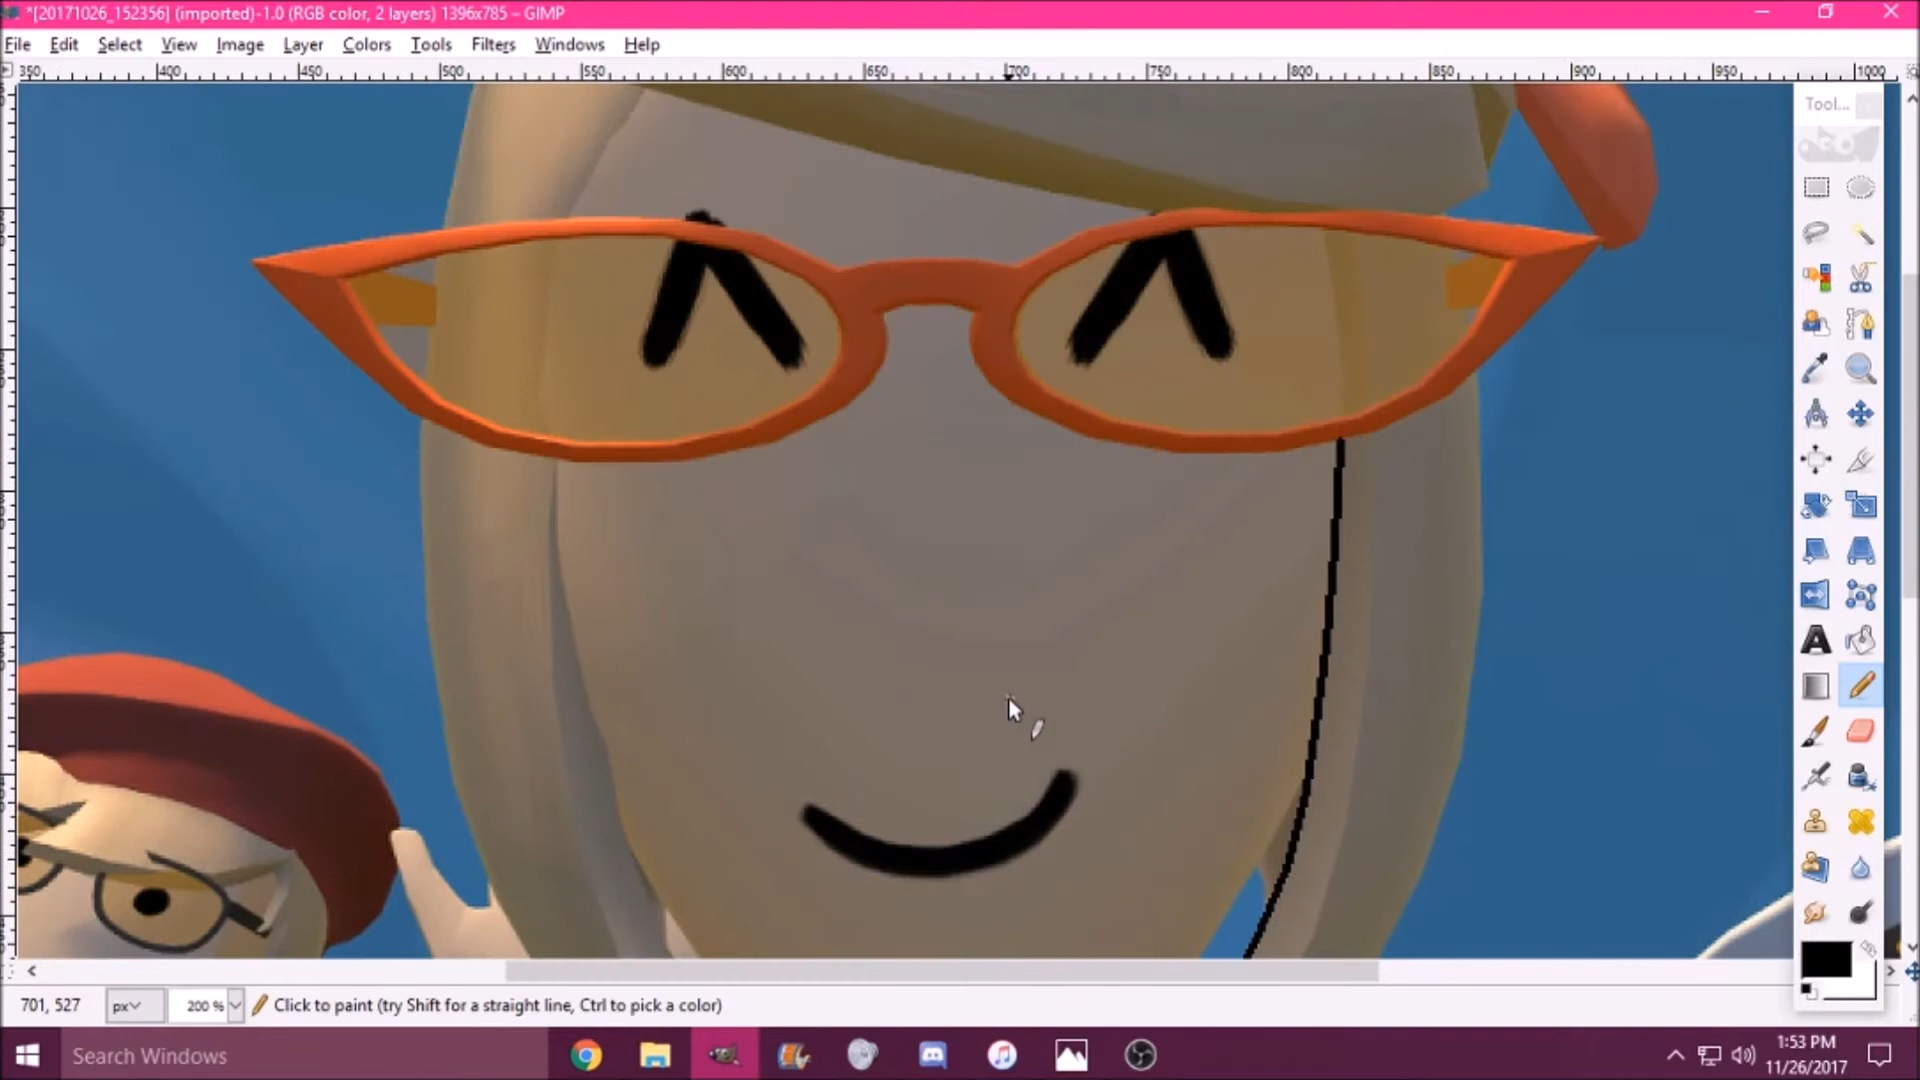 *[20171026_152356] (imported)-1.0 (RGB color, 2 layers) 1396x785 – GIMP
File Edit Select View Image Layer Colors Tools Filters Windows Help
350 400 450 500 550 600 650 700 750 800 850 900 950 1000
Tool...
701, 527 px 200 % Click to paint (try Shift for a straight line, Ctrl to pick a color)
Search Windows
1:53 PM
11/26/2017